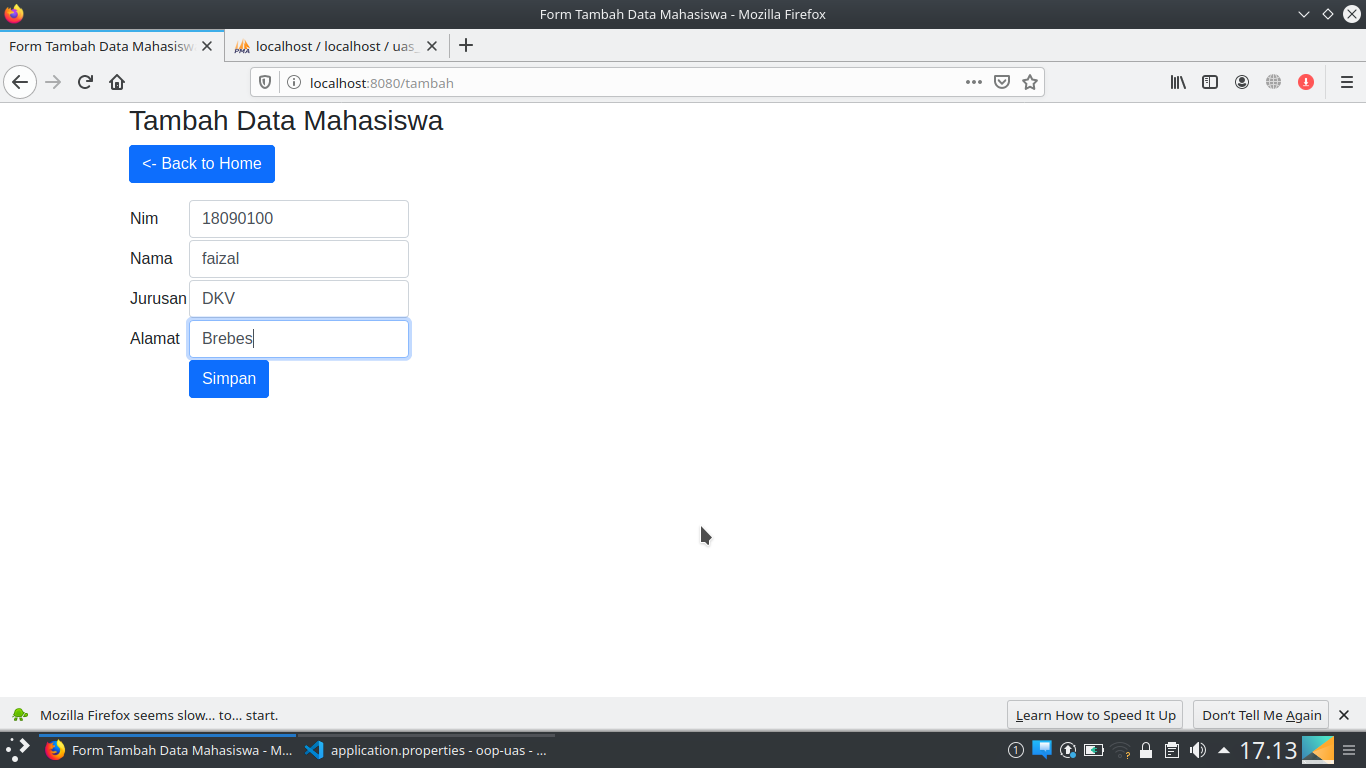 Form Tambah Data Mahasiswa - Mozilla Firefox
Form Tambah Data Mahasisw
localhost / localhost / uas_
localhost:8080/tambah
Tambah Data Mahasiswa
<- Back to Home
Nim 18090100
Nama faizal
Jurusan DKV
Alamat Brebes
Simpan
Mozilla Firefox seems slow… to… start.
Learn How to Speed It Up
Don't Tell Me Again
Form Tambah Data Mahasiswa - M...
application.properties - oop-uas - ...
1
17.13